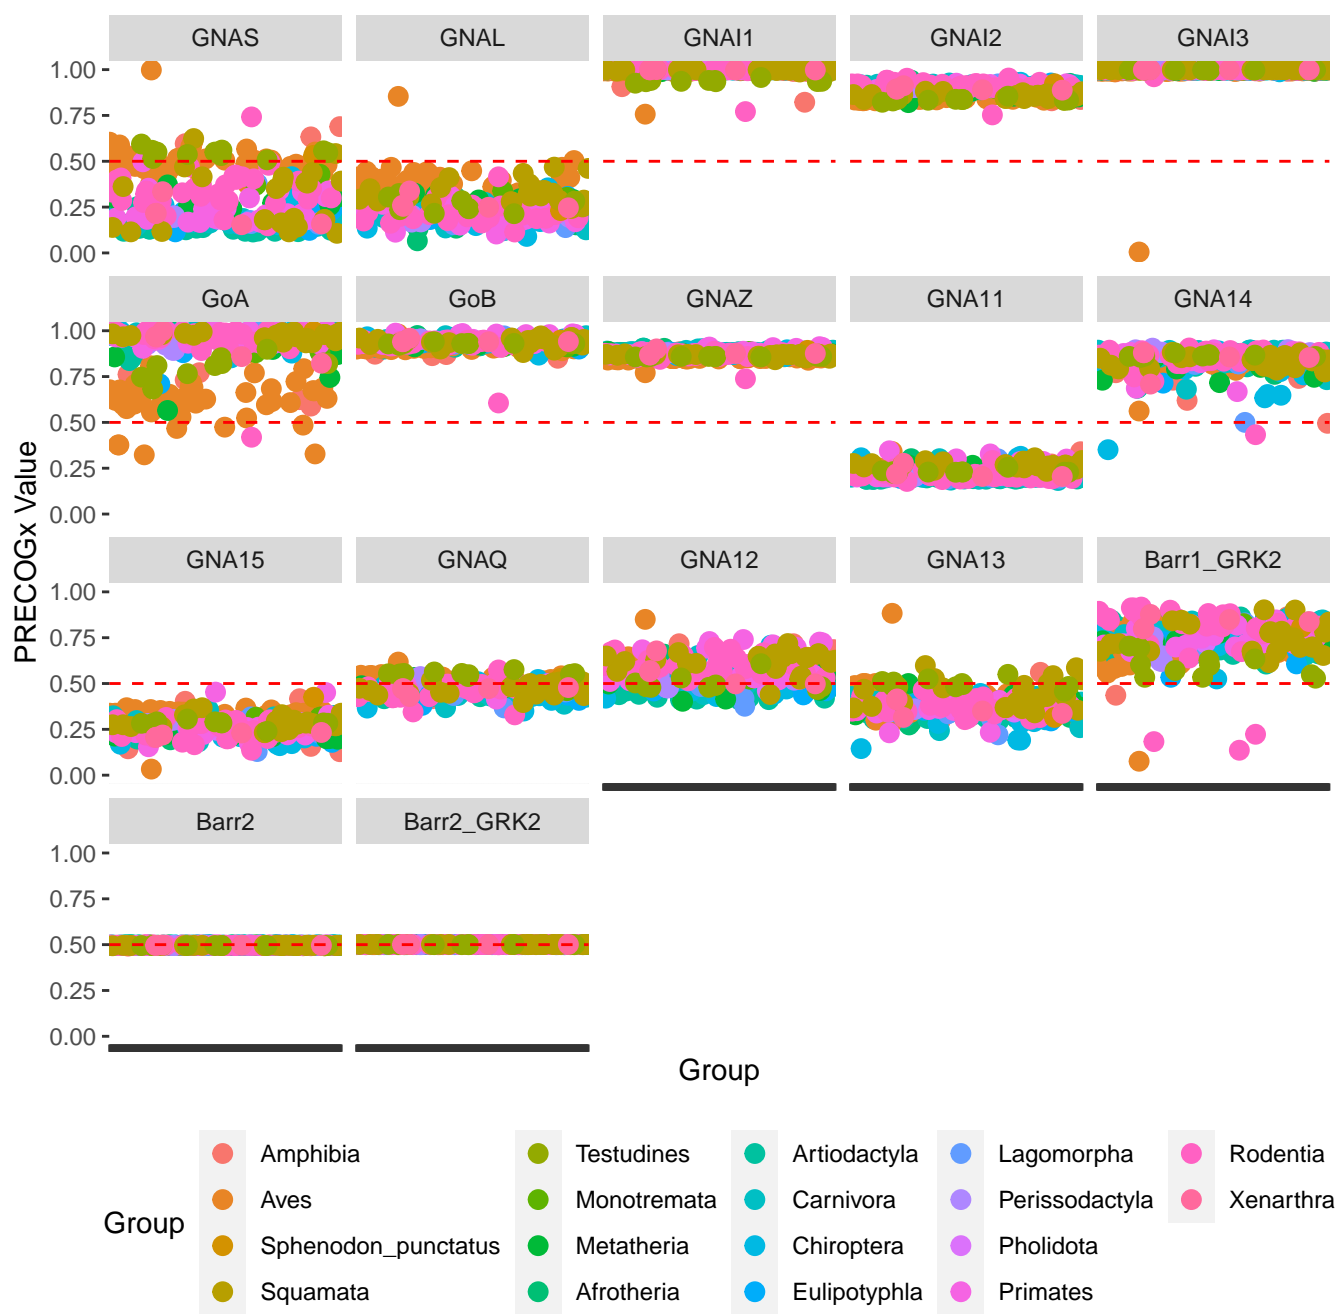 GNAS GNAL GNAI1 GNAI2 GNAI3
1.00
0.75
0.50
0.25
0.00
GoA GoB GNAZ GNA11 GNA14
1.00
0.75
0.50
0.25
0.00
PRECOGx Value
GNA15 GNAQ GNA12 GNA13 Barr1_GRK2
1.00
0.75
0.50
0.25
0.00
Barr2 Barr2_GRK2
1.00
0.75
0.50
0.25
0.00
Group
Group
Amphibia Testudines Artiodactyla Lagomorpha Rodentia
Aves Monotremata Carnivora Perissodactyla Xenarthra
Sphenodon_punctatus Metatheria Chiroptera Pholidota
Squamata Afrotheria Eulipotyphla Primates